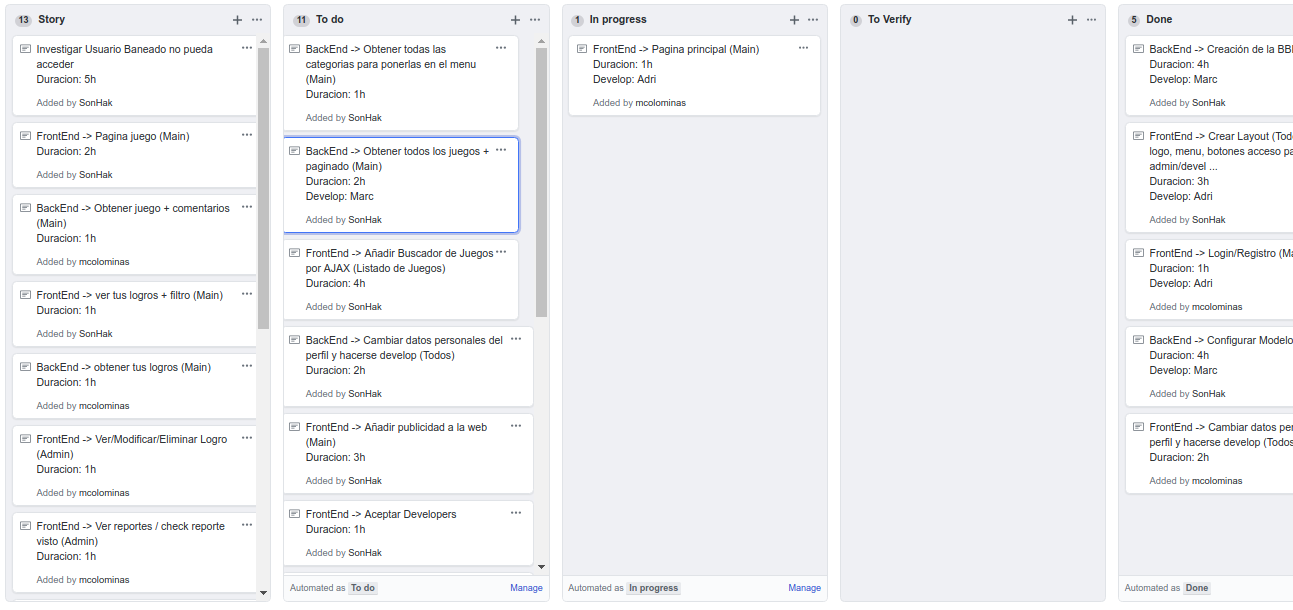 13 Story
Investigar Usuario Baneado no pueda
acceder
Duracion: 5h
Added by SonHak
FrontEnd -> Pagina juego (Main)
Duracion: 2h
Added by SonHak
BackEnd -> Obtener juego + comentarios
(Main)
Duracion: 1h
Added by mcolominas
FrontEnd -> ver tus logros + filtro (Main)
Duracion: 1h
Added by SonHak
BackEnd -> obtener tus logros (Main)
Duracion: 1h
Added by mcolominas
FrontEnd -> Ver/Modificar/Eliminar Logro
(Admin)
Duracion: 1h
Added by mcolominas
FrontEnd -> Ver reportes / check reporte
visto (Admin)
Duracion: 1h
Added by mcolominas
11 To do
BackEnd -> Obtener todas las
categorias para ponerlas en el menu
(Main)
Duracion: 1h
Added by SonHak
BackEnd -> Obtener todos los juegos +
paginado (Main)
Duracion: 2h
Develop: Marc
Added by SonHak
FrontEnd -> Añadir Buscador de Juegos
por AJAX (Listado de Juegos)
Duracion: 4h
Added by SonHak
BackEnd -> Cambiar datos personales del
perfil y hacerse develop (Todos)
Duracion: 2h
Added by SonHak
FrontEnd -> Añadir publicidad a la web
(Main)
Duracion: 3h
Added by SonHak
FrontEnd -> Aceptar Developers
Duracion: 1h
Added by SonHak
Automated as To do Manage
1 In progress
FrontEnd -> Pagina principal (Main)
Duracion: 1h
Develop: Adri
Added by mcolominas
Automated as In progress Manage
0 To Verify
5 Done
BackEnd -> Creación de la BB
Duracion: 4h
Develop: Marc
Added by SonHak
FrontEnd -> Crear Layout (Tod
logo, menu, botones acceso pa
admin/devel ...
Duracion: 3h
Develop: Adri
Added by SonHak
FrontEnd -> Login/Registro (Ma
Duracion: 1h
Develop: Adri
Added by mcolominas
BackEnd -> Configurar Modelo
Duracion: 4h
Develop: Marc
Added by SonHak
FrontEnd -> Cambiar datos per
perfil y hacerse develop (Todos
Duracion: 2h
Added by mcolominas
Automated as Done